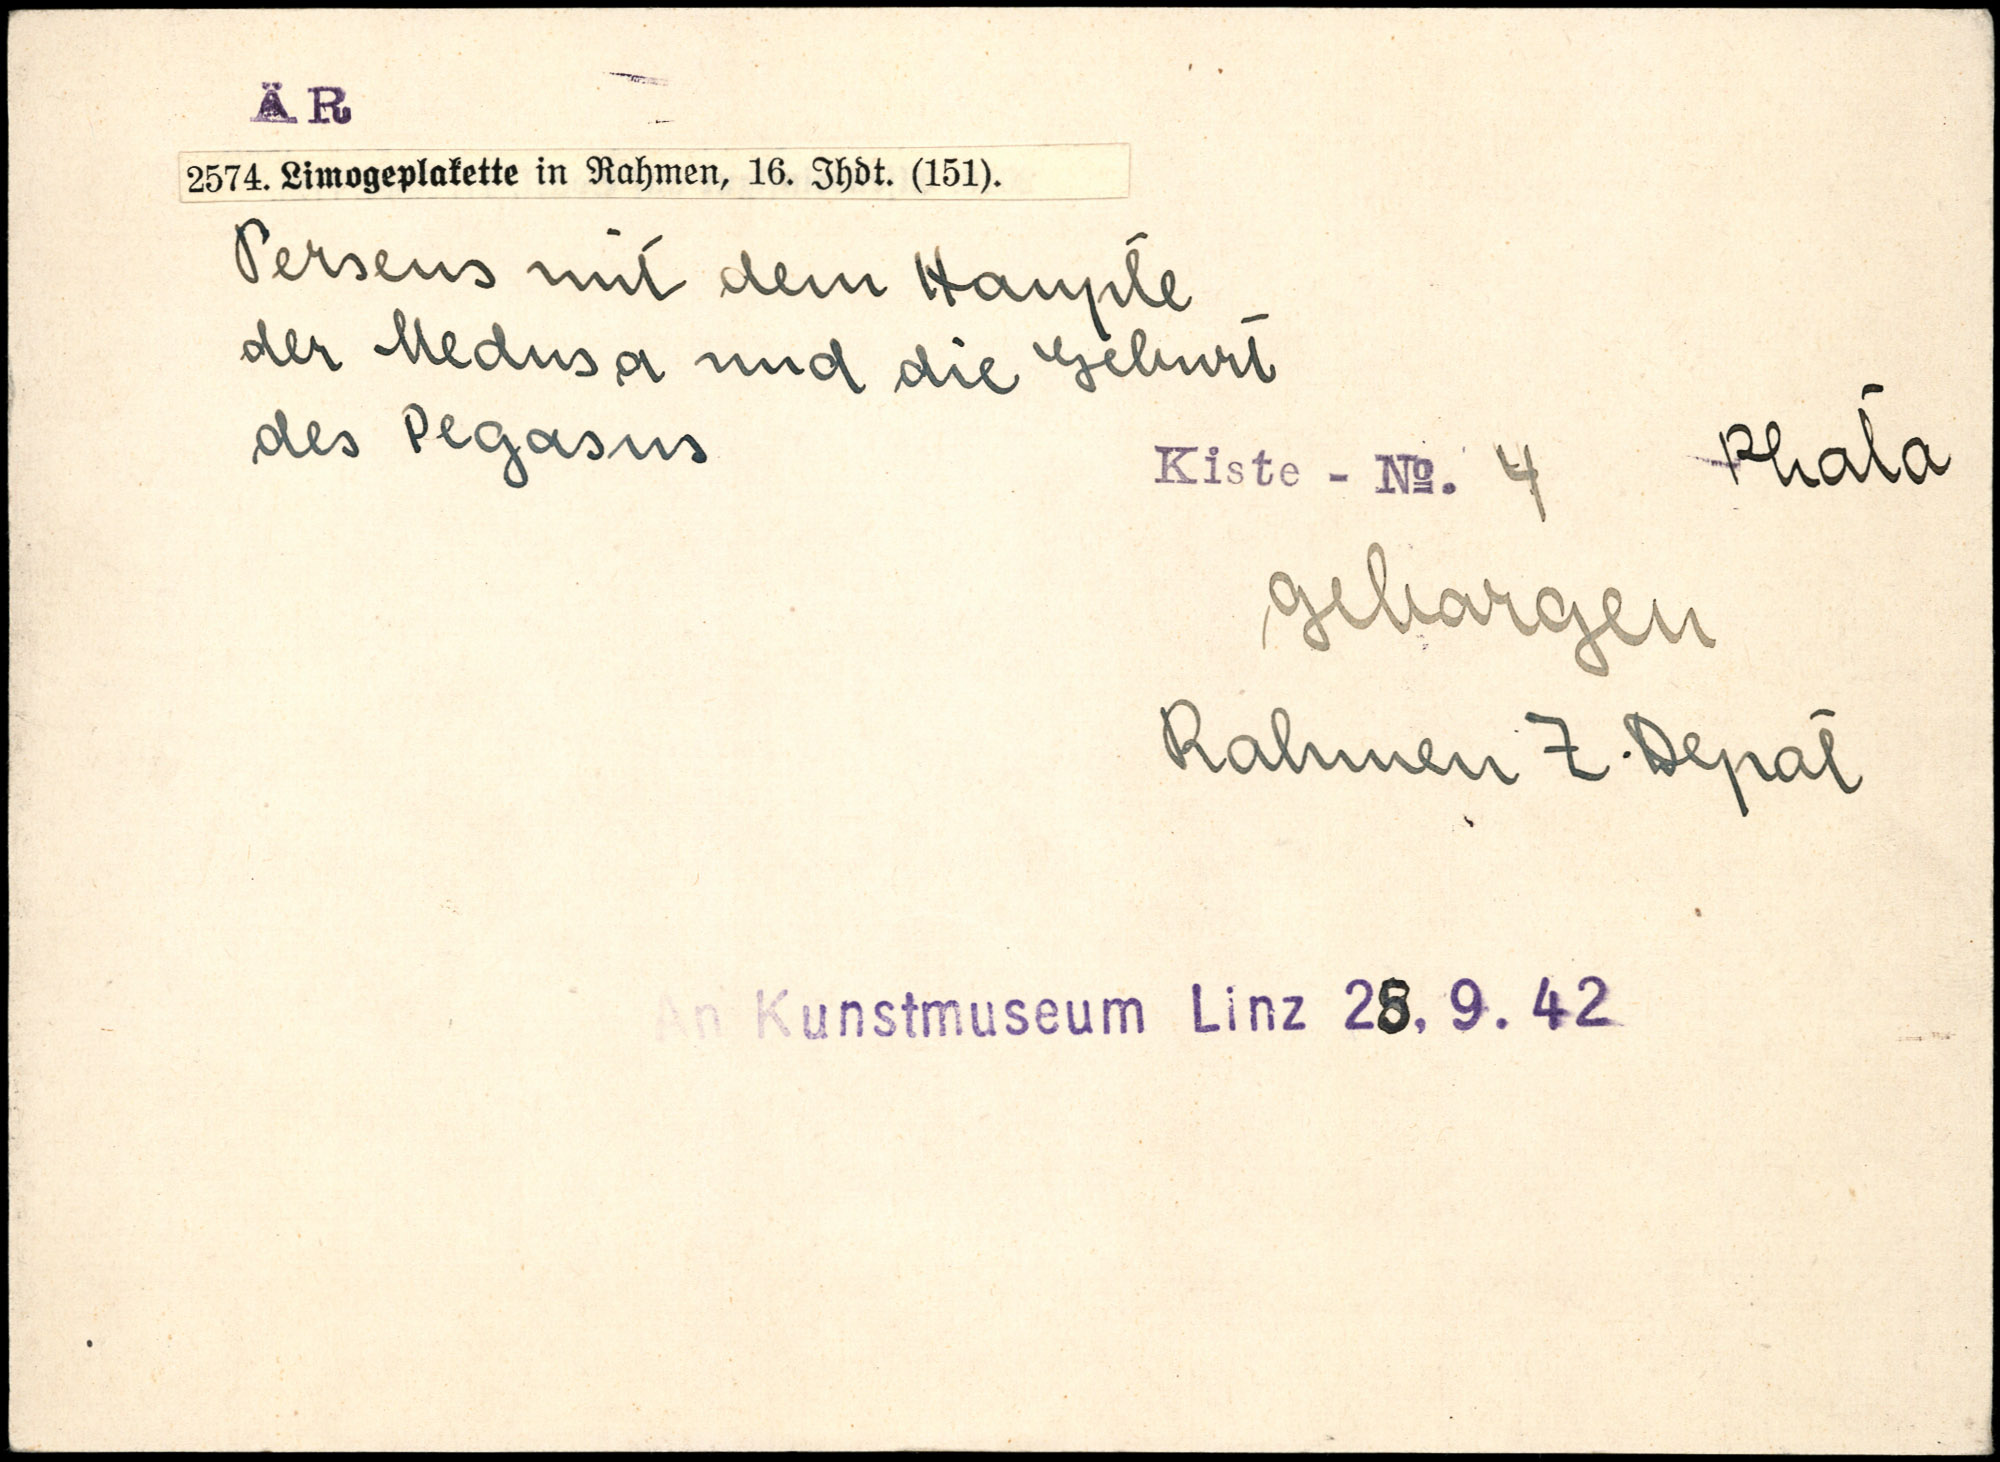 ÄR
2574. Limogeplakette in Rahmen, 16. Jhdt. (151).
Perseus mit dem Haupte
der Medusa und die Geburt
des Pegasus
Kiste - No. 4 Photo
geborgen
Rahmen Z. Depot
An Kunstmuseum Linz 28. 9. 42